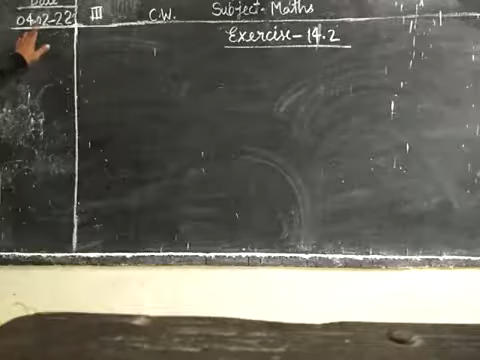 Date
04-02-22
III C.W. Subject- Maths
Exercise-14.2